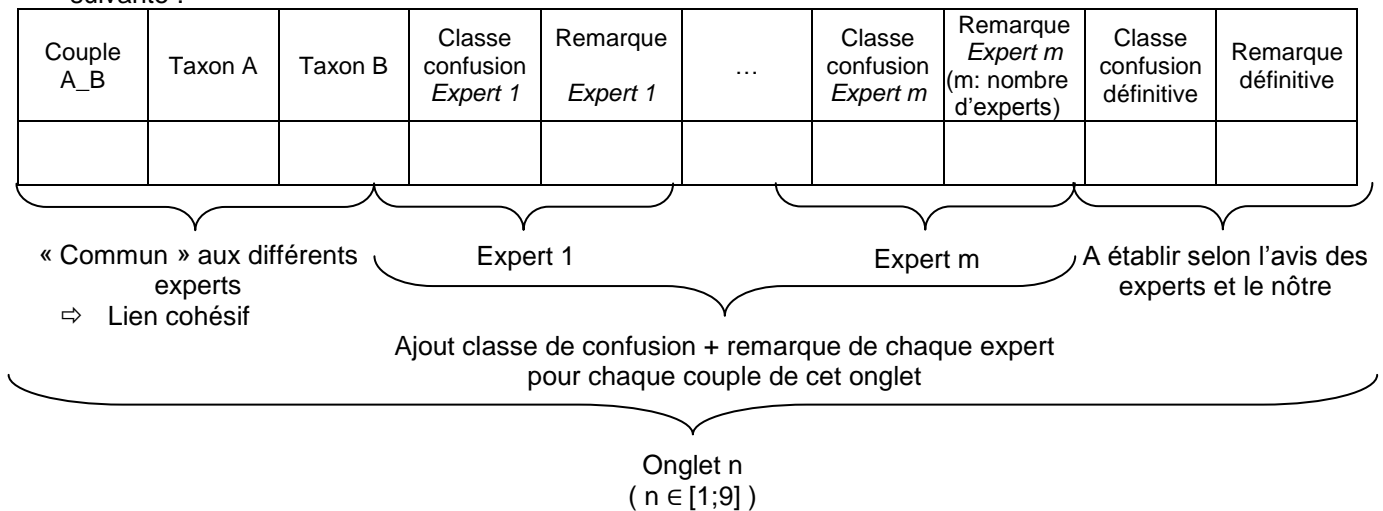 suivante :
Couple A_B
Taxon A
Taxon B
Classe confusion Expert 1
Remarque Expert 1
…
Classe confusion Expert m
Remarque Expert m (m: nombre d'experts)
Classe confusion définitive
Remarque définitive
« Commun » aux différents
experts
⇨ Lien cohésif
Expert 1
Expert m
A établir selon l'avis des
experts et le nôtre
Ajout classe de confusion + remarque de chaque expert
pour chaque couple de cet onglet
Onglet n
( n ∈ [1;9] )